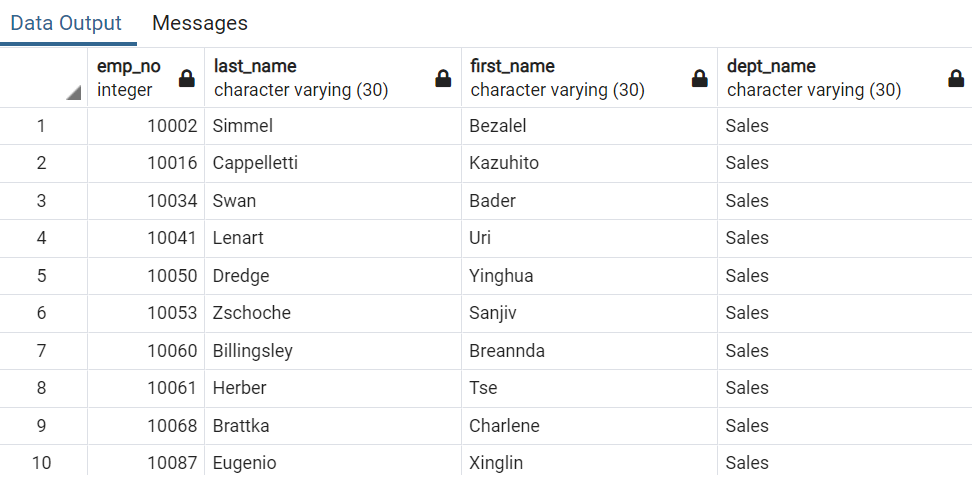 Data Output Messages
emp_no last_name first_name dept_name
integer character varying (30) character varying (30) character varying (30)
1 10002 Simmel Bezalel Sales
2 10016 Cappelletti Kazuhito Sales
3 10034 Swan Bader Sales
4 10041 Lenart Uri Sales
5 10050 Dredge Yinghua Sales
6 10053 Zschoche Sanjiv Sales
7 10060 Billingsley Breannda Sales
8 10061 Herber Tse Sales
9 10068 Brattka Charlene Sales
10 10087 Eugenio Xinglin Sales